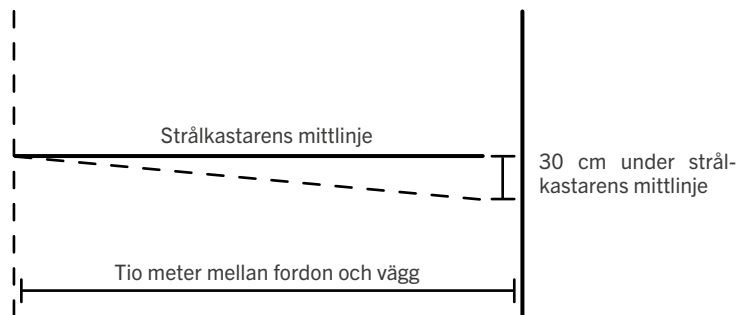 Strålkastarens mittlinje
30 cm under strål-
kastarens mittlinje
Tio meter mellan fordon och vägg